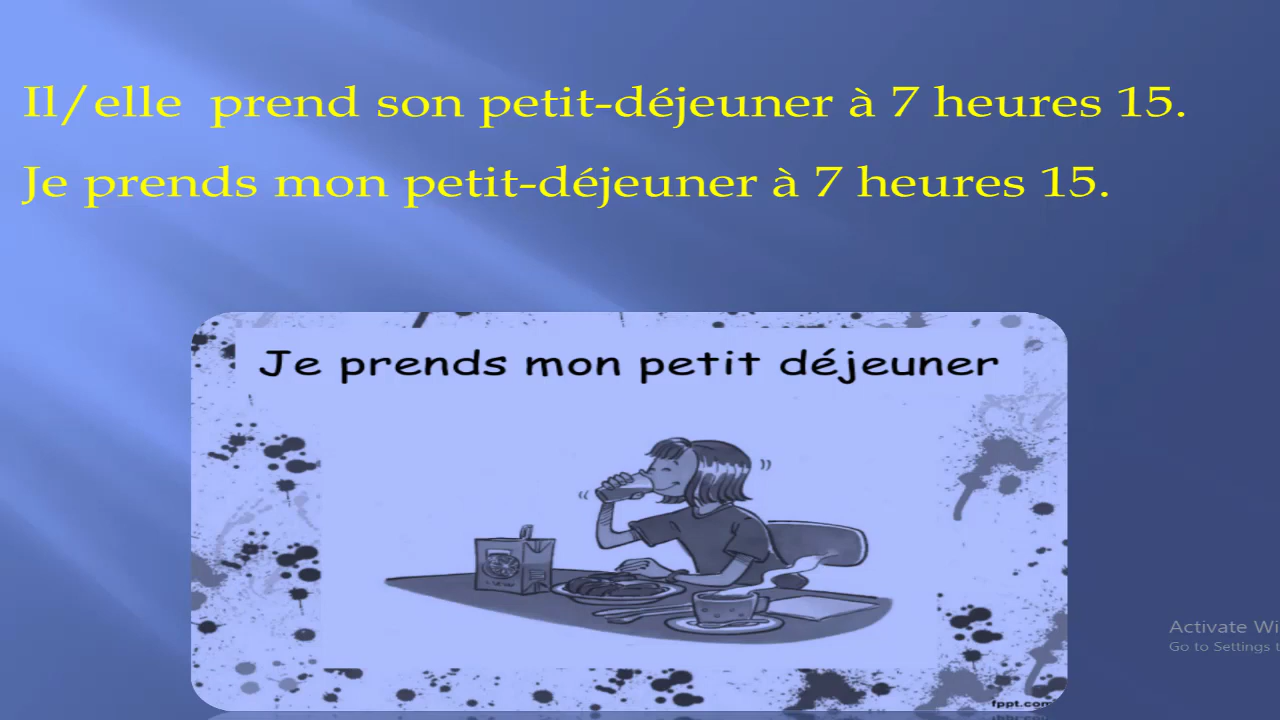 Il/elle  prend son petit-déjeuner à 7 heures 15.
Je prends mon petit-déjeuner à 7 heures 15.
Je prends mon petit déjeuner
Activate Wi
Go to Settings t
fppt.com